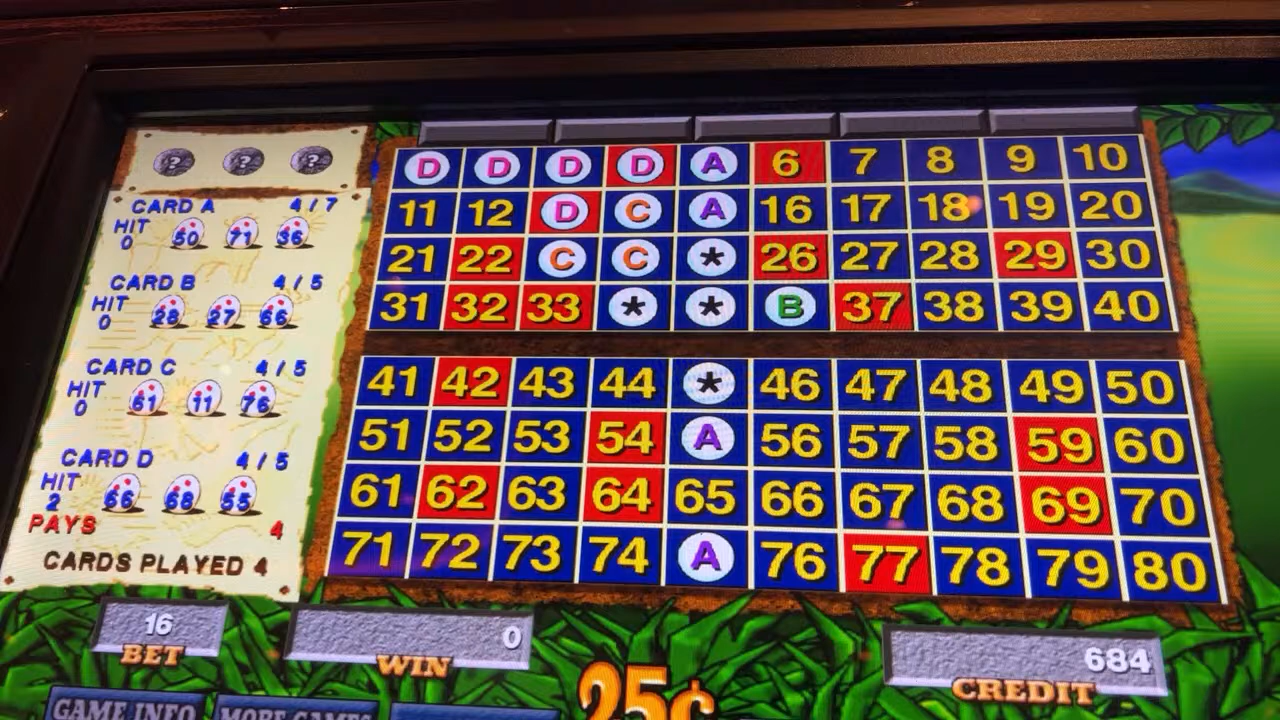 ? ? ?
CARD A 4/7
HIT
0 50 71 36
CARD B 4/5
HIT
0 28 27 66
CARD C 4/5
HIT
0 61 11 76
CARD D 4/5
HIT
2 66 68 55
PAYS 4
CARDS PLAYED 4
D D D D A 6 7 8 9 10
11 12 D C A 16 17 18 19 20
21 22 C C * 26 27 28 29 30
31 32 33 * * B 37 38 39 40
41 42 43 44 * 46 47 48 49 50
51 52 53 54 A 56 57 58 59 60
61 62 63 64 65 66 67 68 69 70
71 72 73 74 A 76 77 78 79 80
16
BET
0
WIN
25¢
684
CREDIT
GAME INFO
MORE GAMES